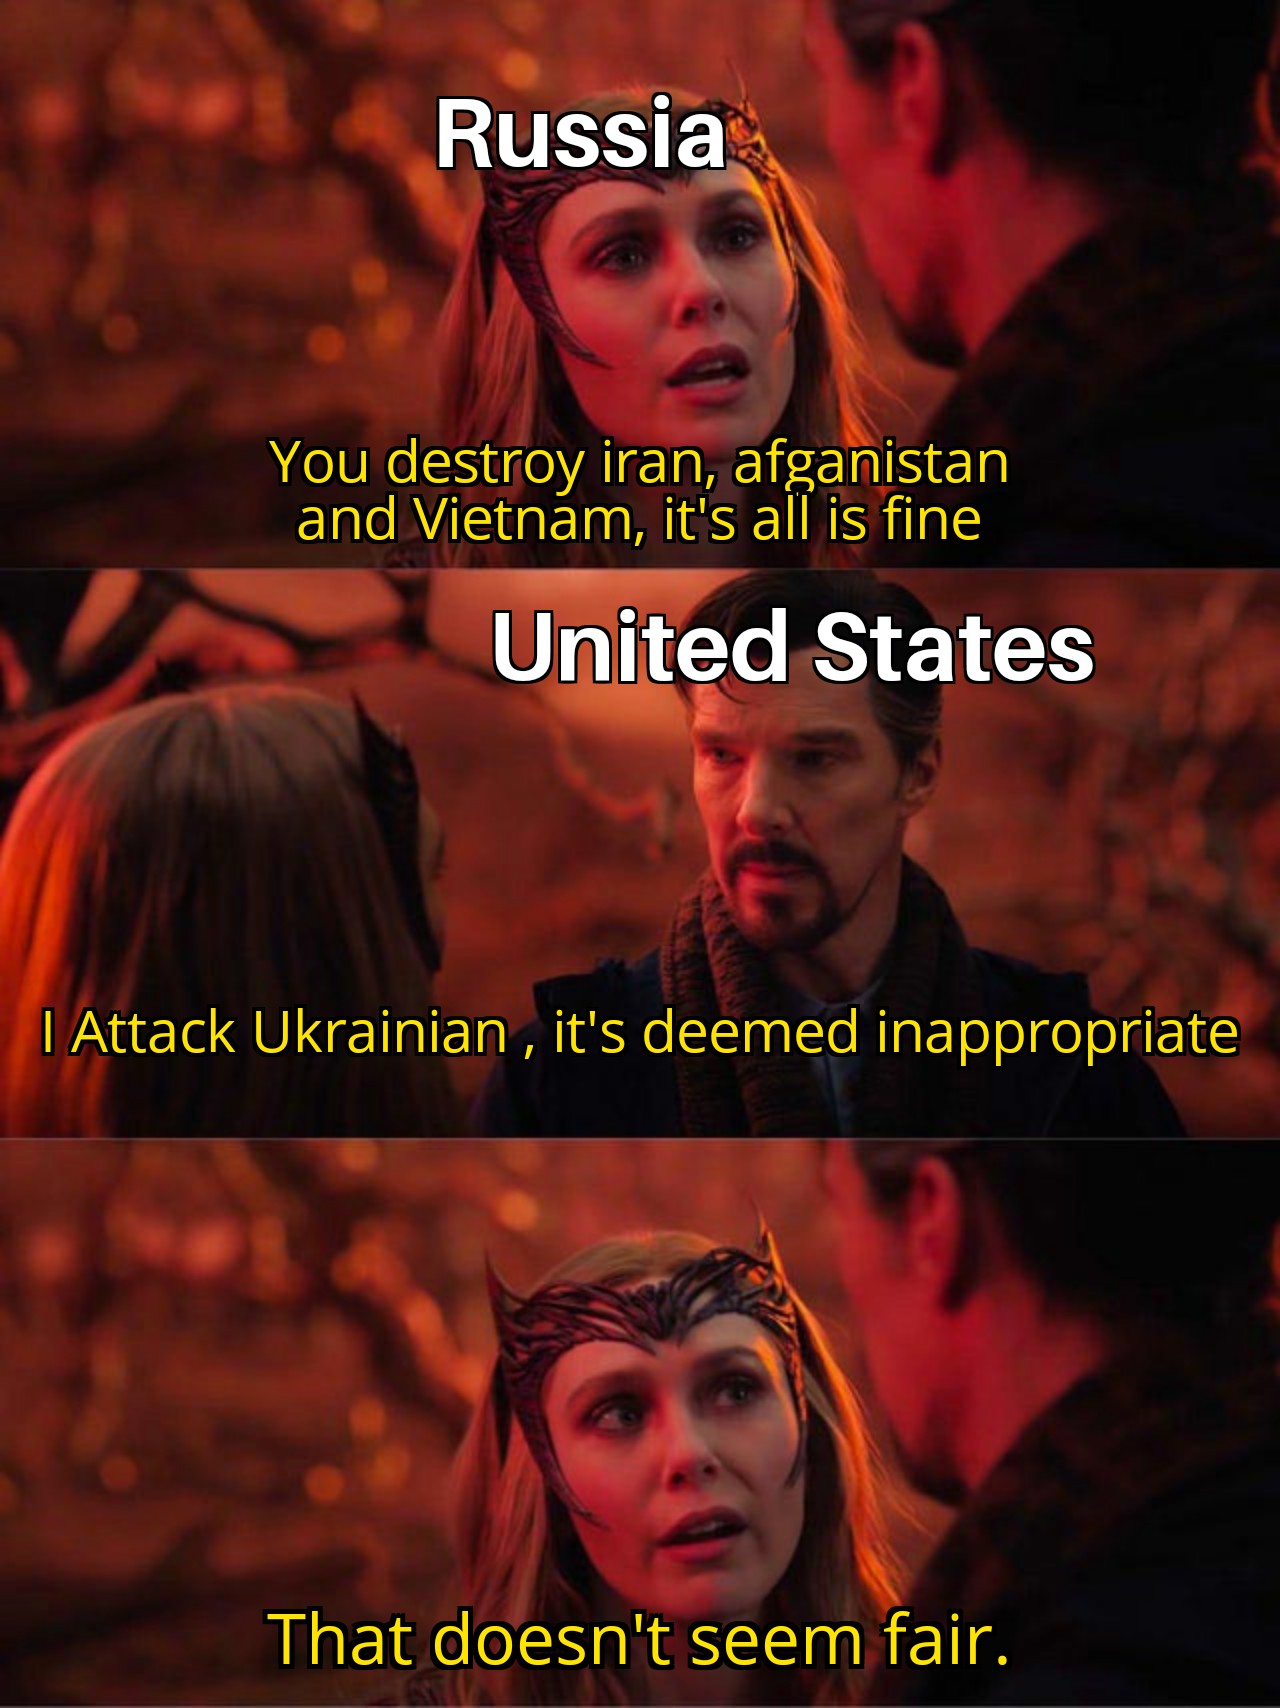 Russia
You destroy iran, afganistan
and Vietnam, it's all is fine
United States
I Attack Ukrainian , it's deemed inappropriate
That doesn't seem fair.